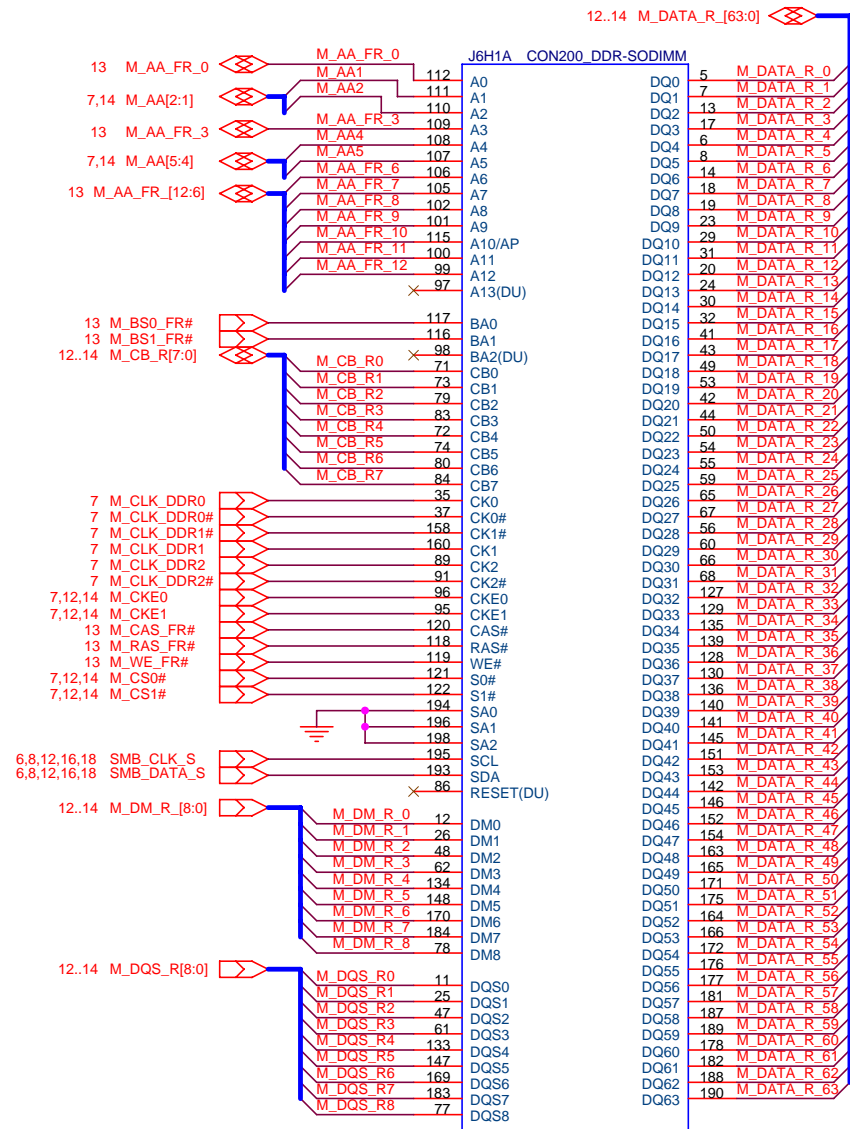 12..14 M_DATA_R_[63:0]
J6H1A CON200_DDR-SODIMM
13 M_AA_FR_0 M_AA_FR_0 112 A0 DQ0 5 M_DATA_R_0
M_AA1 111 A1 DQ1 7 M_DATA_R_1
7,14 M_AA[2:1] M_AA2 110 A2 DQ2 13 M_DATA_R_2
13 M_AA_FR_3 M_AA_FR_3 109 A3 DQ3 17 M_DATA_R_3
M_AA4 108 A4 DQ4 6 M_DATA_R_4
7,14 M_AA[5:4] M_AA5 107 A5 DQ5 8 M_DATA_R_5
M_AA_FR_6 106 A6 DQ6 14 M_DATA_R_6
13 M_AA_FR_[12:6] M_AA_FR_7 105 A7 DQ7 18 M_DATA_R_7
M_AA_FR_8 102 A8 DQ8 19 M_DATA_R_8
M_AA_FR_9 101 A9 DQ9 23 M_DATA_R_9
M_AA_FR_10 115 A10/AP DQ10 29 M_DATA_R_10
M_AA_FR_11 100 A11 DQ11 31 M_DATA_R_11
M_AA_FR_12 99 A12 DQ12 20 M_DATA_R_12
97 A13(DU) DQ13 24 M_DATA_R_13
DQ14 30 M_DATA_R_14
13 M_BS0_FR# 117 BA0 DQ15 32 M_DATA_R_15
13 M_BS1_FR# 116 BA1 DQ16 41 M_DATA_R_16
12..14 M_CB_R[7:0] 98 BA2(DU) DQ17 43 M_DATA_R_17
M_CB_R0 71 CB0 DQ18 49 M_DATA_R_18
M_CB_R1 73 CB1 DQ19 53 M_DATA_R_19
M_CB_R2 79 CB2 DQ20 42 M_DATA_R_20
M_CB_R3 83 CB3 DQ21 44 M_DATA_R_21
M_CB_R4 72 CB4 DQ22 50 M_DATA_R_22
M_CB_R5 74 CB5 DQ23 54 M_DATA_R_23
M_CB_R6 80 CB6 DQ24 55 M_DATA_R_24
M_CB_R7 84 CB7 DQ25 59 M_DATA_R_25
7 M_CLK_DDR0 35 CK0 DQ26 65 M_DATA_R_26
7 M_CLK_DDR0# 37 CK0# DQ27 67 M_DATA_R_27
7 M_CLK_DDR1# 158 CK1# DQ28 56 M_DATA_R_28
7 M_CLK_DDR1 160 CK1 DQ29 60 M_DATA_R_29
7 M_CLK_DDR2 89 CK2 DQ30 66 M_DATA_R_30
7 M_CLK_DDR2# 91 CK2# DQ31 68 M_DATA_R_31
7,12,14 M_CKE0 96 CKE0 DQ32 127 M_DATA_R_32
7,12,14 M_CKE1 95 CKE1 DQ33 129 M_DATA_R_33
13 M_CAS_FR# 120 CAS# DQ34 135 M_DATA_R_34
13 M_RAS_FR# 118 RAS# DQ35 139 M_DATA_R_35
13 M_WE_FR# 119 WE# DQ36 128 M_DATA_R_36
7,12,14 M_CS0# 121 S0# DQ37 130 M_DATA_R_37
7,12,14 M_CS1# 122 S1# DQ38 136 M_DATA_R_38
194 SA0 DQ39 140 M_DATA_R_39
196 SA1 DQ40 141 M_DATA_R_40
198 SA2 DQ41 145 M_DATA_R_41
6,8,12,16,18 SMB_CLK_S 195 SCL DQ42 151 M_DATA_R_42
6,8,12,16,18 SMB_DATA_S 193 SDA DQ43 153 M_DATA_R_43
86 RESET(DU) DQ44 142 M_DATA_R_44
12..14 M_DM_R_[8:0] DQ45 146 M_DATA_R_45
M_DM_R_0 12 DM0 DQ46 152 M_DATA_R_46
M_DM_R_1 26 DM1 DQ47 154 M_DATA_R_47
M_DM_R_2 48 DM2 DQ48 163 M_DATA_R_48
M_DM_R_3 62 DM3 DQ49 165 M_DATA_R_49
M_DM_R_4 134 DM4 DQ50 171 M_DATA_R_50
M_DM_R_5 148 DM5 DQ51 175 M_DATA_R_51
M_DM_R_6 170 DM6 DQ52 164 M_DATA_R_52
M_DM_R_7 184 DM7 DQ53 166 M_DATA_R_53
M_DM_R_8 78 DM8 DQ54 172 M_DATA_R_54
12..14 M_DQS_R[8:0] DQ55 176 M_DATA_R_55
M_DQS_R0 11 DQS0 DQ56 177 M_DATA_R_56
M_DQS_R1 25 DQS1 DQ57 181 M_DATA_R_57
M_DQS_R2 47 DQS2 DQ58 187 M_DATA_R_58
M_DQS_R3 61 DQS3 DQ59 189 M_DATA_R_59
M_DQS_R4 133 DQS4 DQ60 178 M_DATA_R_60
M_DQS_R5 147 DQS5 DQ61 182 M_DATA_R_61
M_DQS_R6 169 DQS6 DQ62 188 M_DATA_R_62
M_DQS_R7 183 DQS7 DQ63 190 M_DATA_R_63
M_DQS_R8 77 DQS8